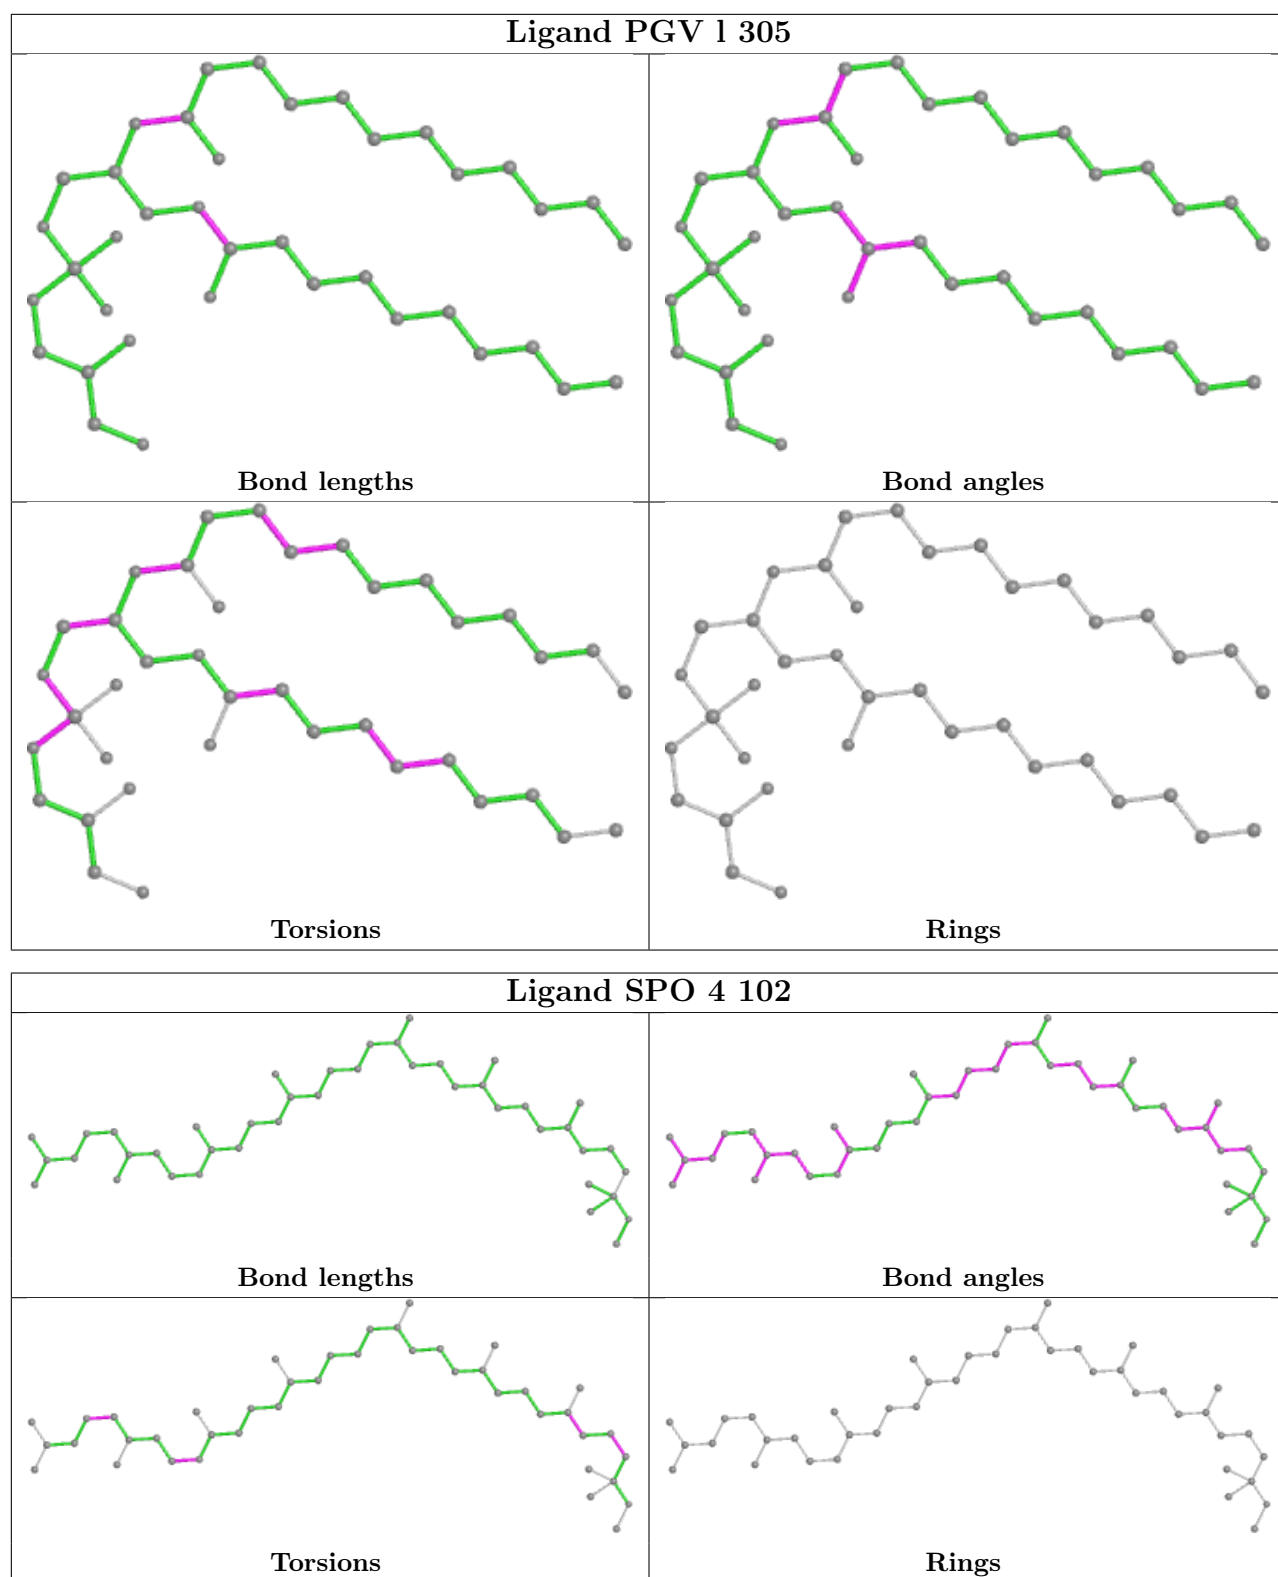 Ligand PGV l 305
Bond lengths
Bond angles
Torsions
Rings
Ligand SPO 4 102
Bond lengths
Bond angles
Torsions
Rings